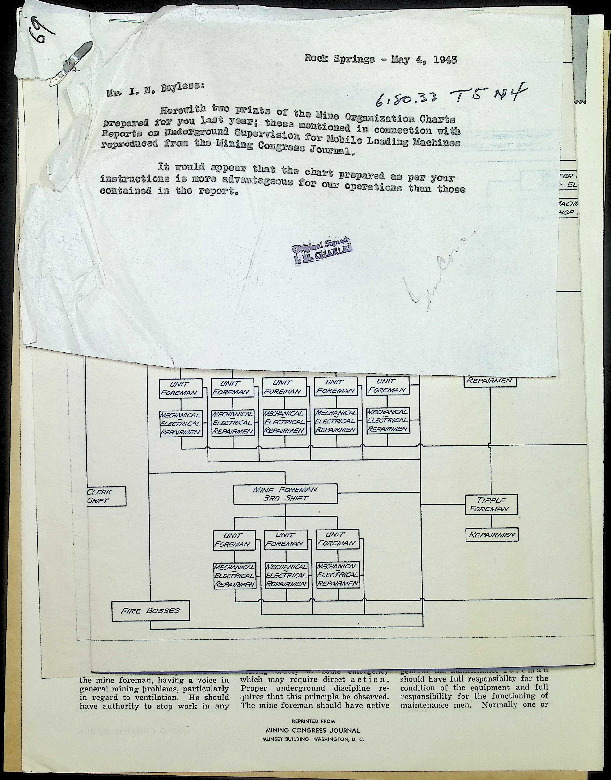 69
Rock Springs - May 4, 1943
Mr. I. N. Bayless:
6:80.33 T5 N4
Herewith two prints of the Mine Organization Charts
prepared for you last year; those mentioned in connection with
Reports on Underground Supervision for Mobile Loading Machines
reproduced from the Mining Congress Journal.
It would appear that the chart prepared as per your
instructions is more advantageous for our operations than those
contained in the report.
Original Signed
I. M. CHARLES
REPAIRMEN
UNIT FOREMAN UNIT FOREMAN UNIT FOREMAN UNIT FOREMAN UNIT FOREMAN
MECHANICAL ELECTRICAL REPAIRMEN MECHANICAL ELECTRICAL REPAIRMEN MECHANICAL ELECTRICAL REPAIRMEN MECHANICAL ELECTRICAL REPAIRMEN MECHANICAL ELECTRICAL REPAIRMEN
CLERK
SHIFT
MINE FOREMAN
3RD SHIFT
TIPPLE
FOREMAN
REPAIRMEN
UNIT FOREMAN UNIT FOREMAN UNIT FOREMAN
MECHANICAL ELECTRICAL REPAIRMEN MECHANICAL ELECTRICAL REPAIRMEN MECHANICAL ELECTRICAL REPAIRMEN
FIRE BOSSES
the mine foreman, having a voice in
general mining problems, particularly
in regard to ventilation. He should
have authority to stop work in any
which may require direct action.
Proper underground discipline re-
quires that this principle be observed.
The mine foreman should have active
should have full responsibility for the
condition of the equipment and full
responsibility for the functioning of
maintenance men. Normally one or
REPRINTED FROM
MINING CONGRESS JOURNAL
MUNSEY BUILDING WASHINGTON, D. C.